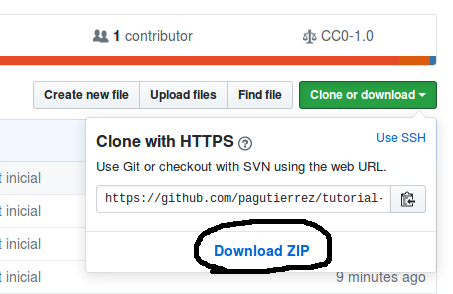 1 contributor
CC0-1.0
Create new file
Upload files
Find file
Clone or download
Clone with HTTPS
Use SSH
Use Git or checkout with SVN using the web URL.
https://github.com/pagutierrez/tutorial-
Download ZIP
t inicial
t inicial
t inicial
t inicial
9 minutes ago